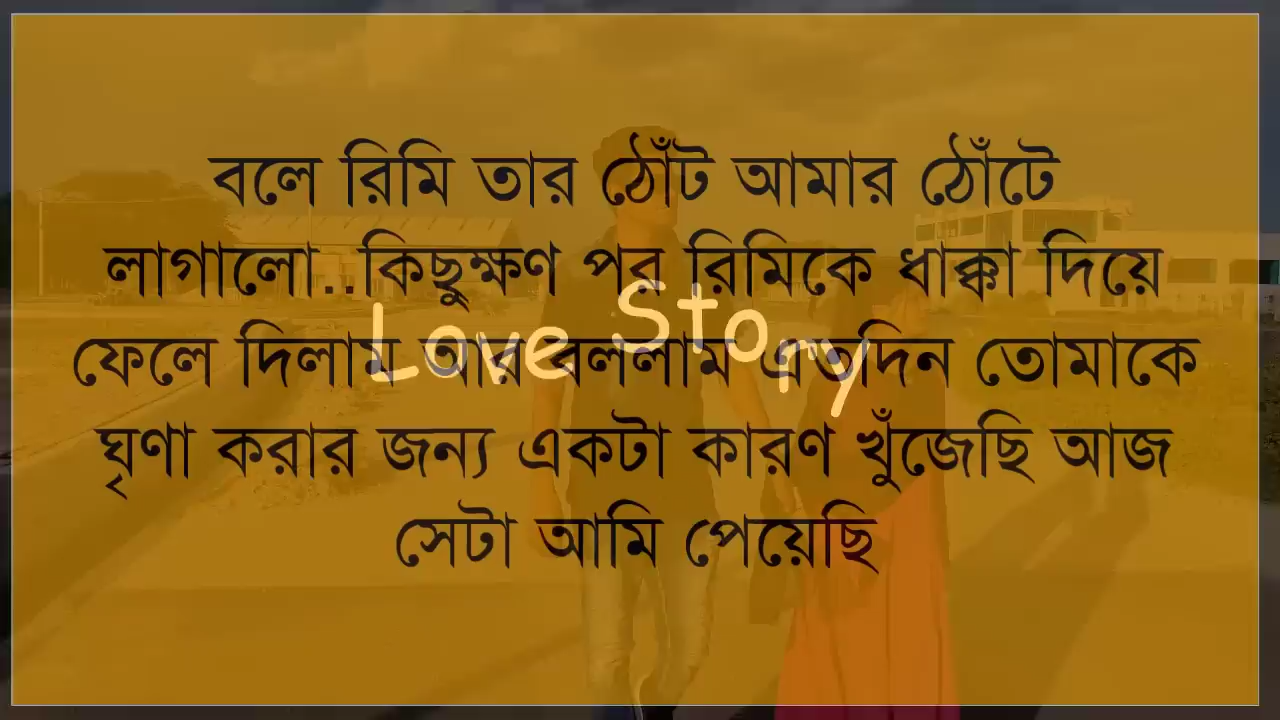 বলে রিমি তার ঠোঁট আমার ঠোঁটে
লাগালো..কিছুক্ষণ পর রিমিকে ধাক্কা দিয়ে
ফেলে দিলাম আর বললাম এতদিন তোমাকে
ঘৃণা করার জন্য একটা কারণ খুঁজেছি আজ
সেটা আমি পেয়েছি
Love Story